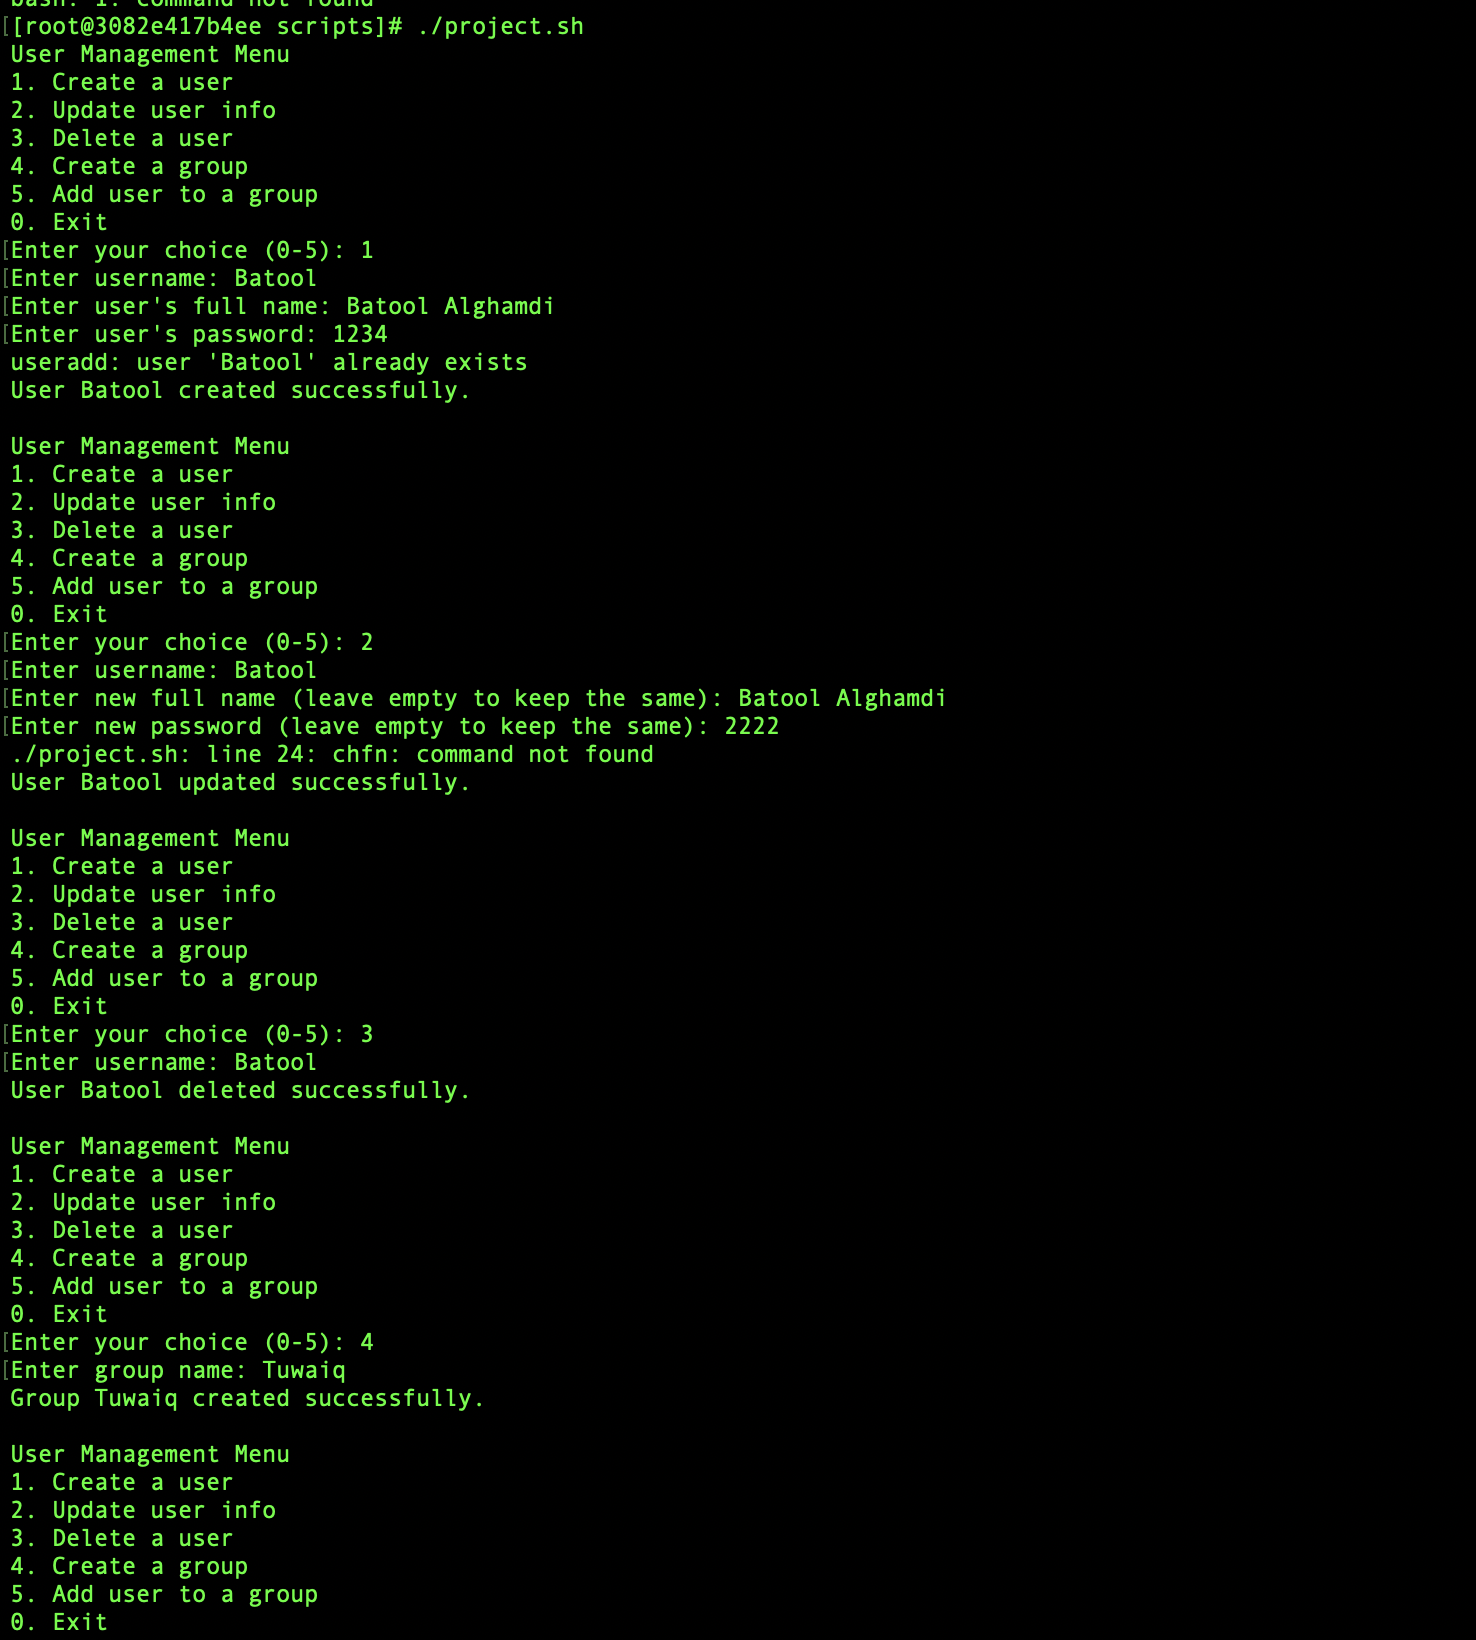 bash: 1: command not found
[[root@3082e417b4ee scripts]# ./project.sh
User Management Menu
1. Create a user
2. Update user info
3. Delete a user
4. Create a group
5. Add user to a group
0. Exit
[Enter your choice (0-5): 1
[Enter username: Batool
[Enter user's full name: Batool Alghamdi
[Enter user's password: 1234
useradd: user 'Batool' already exists
User Batool created successfully.

User Management Menu
1. Create a user
2. Update user info
3. Delete a user
4. Create a group
5. Add user to a group
0. Exit
[Enter your choice (0-5): 2
[Enter username: Batool
[Enter new full name (leave empty to keep the same): Batool Alghamdi
[Enter new password (leave empty to keep the same): 2222
./project.sh: line 24: chfn: command not found
User Batool updated successfully.

User Management Menu
1. Create a user
2. Update user info
3. Delete a user
4. Create a group
5. Add user to a group
0. Exit
[Enter your choice (0-5): 3
[Enter username: Batool
User Batool deleted successfully.

User Management Menu
1. Create a user
2. Update user info
3. Delete a user
4. Create a group
5. Add user to a group
0. Exit
[Enter your choice (0-5): 4
[Enter group name: Tuwaiq
Group Tuwaiq created successfully.

User Management Menu
1. Create a user
2. Update user info
3. Delete a user
4. Create a group
5. Add user to a group
0. Exit